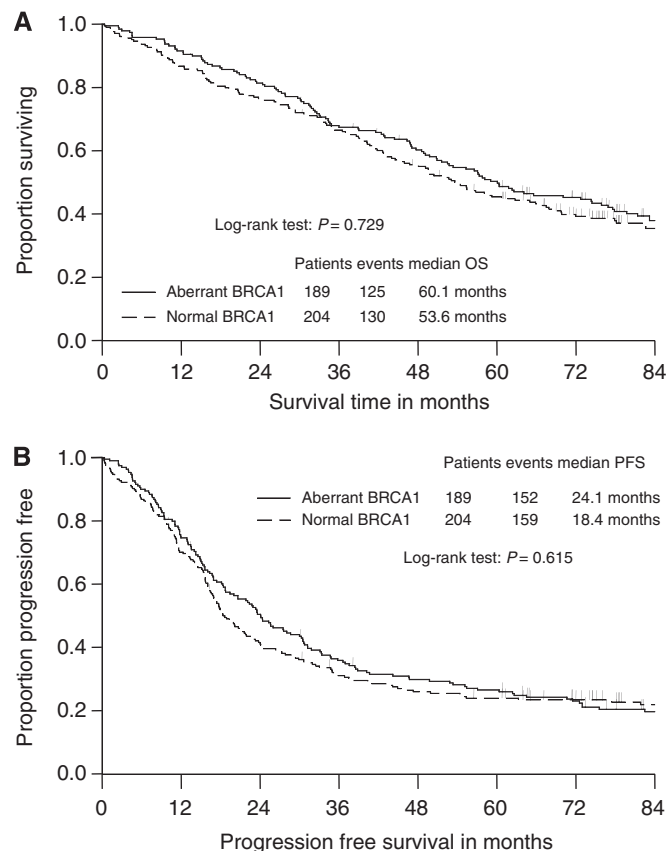 A
Proportion surviving
1.0
0.8
0.6
0.4
0.2
0.0
Log-rank test: P = 0.729
Patients events median OS
Aberrant BRCA1 189 125 60.1 months
Normal BRCA1 204 130 53.6 months
0 12 24 36 48 60 72 84
Survival time in months
B
Proportion progression free
1.0
0.8
0.6
0.4
0.2
0.0
Patients events median PFS
Aberrant BRCA1 189 152 24.1 months
Normal BRCA1 204 159 18.4 months
Log-rank test: P = 0.615
0 12 24 36 48 60 72 84
Progression free survival in months